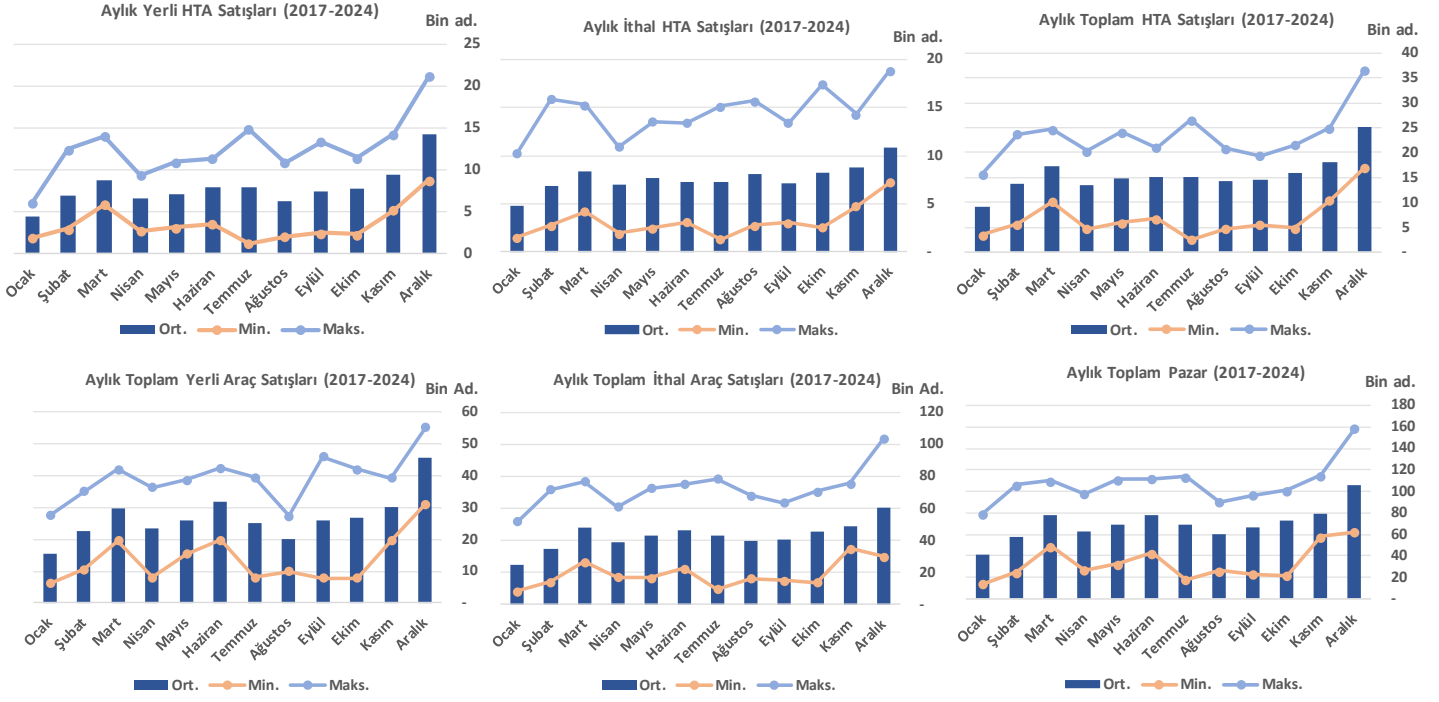 Aylık Yerli HTA Satışları (2017-2024)
Bin ad.
25
20
15
10
5
0
Ocak
Şubat
Mart
Nisan
Mayıs
Haziran
Temmuz
Ağustos
Eylül
Ekim
Kasım
Aralık
Ort. Min. Maks.
Aylık İthal HTA Satışları (2017-2024)
Bin ad.
20
15
10
5
-
Ocak
Şubat
Mart
Nisan
Mayıs
Haziran
Temmuz
Ağustos
Eylül
Ekim
Kasım
Aralık
Ort. Min. Maks.
Aylık Toplam HTA Satışları (2017-2024)
Bin ad.
40
35
30
25
20
15
10
5
-
Ocak
Şubat
Mart
Nisan
Mayıs
Haziran
Temmuz
Ağustos
Eylül
Ekim
Kasım
Aralık
Ort. Min. Maks.
Aylık Toplam Yerli Araç Satışları (2017-2024)
Bin Ad.
60
50
40
30
20
10
-
Ocak
Şubat
Mart
Nisan
Mayıs
Haziran
Temmuz
Ağustos
Eylül
Ekim
Kasım
Aralık
Ort. Min. Maks.
Aylık Toplam İthal Araç Satışları (2017-2024)
Bin Ad.
120
100
80
60
40
20
-
Ocak
Şubat
Mart
Nisan
Mayıs
Haziran
Temmuz
Ağustos
Eylül
Ekim
Kasım
Aralık
Ort. Min. Maks.
Aylık Toplam Pazar (2017-2024)
Bin ad.
180
160
140
120
100
80
60
40
20
-
Ocak
Şubat
Mart
Nisan
Mayıs
Haziran
Temmuz
Ağustos
Eylül
Ekim
Kasım
Aralık
Ort. Min. Maks.